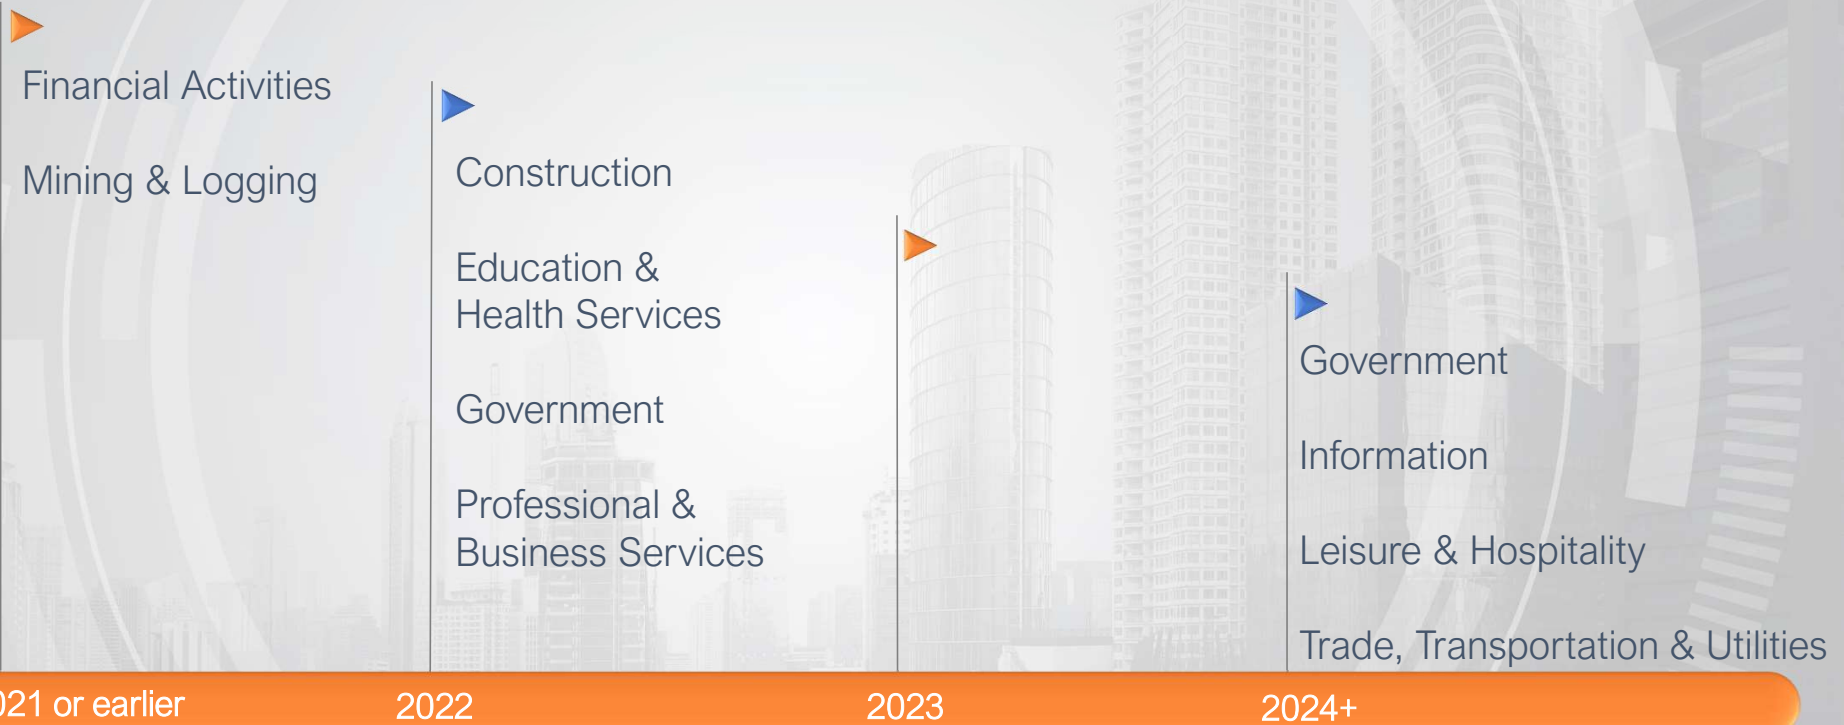 Financial Activities
Mining & Logging
Construction
Education &
Health Services
Government
Professional &
Business Services
Government
Information
Leisure & Hospitality
Trade, Transportation & Utilities
021 or earlier
2022
2023
2024+